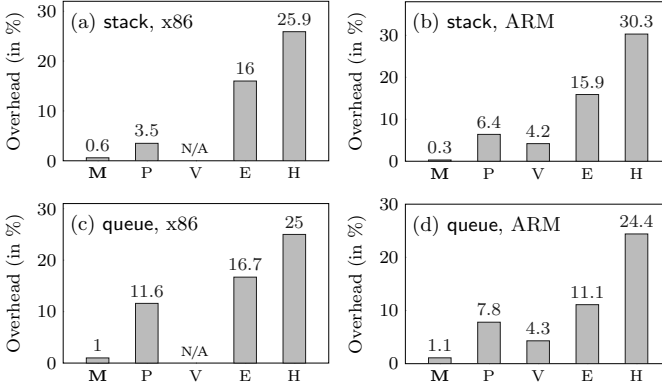 (a) stack, x86
Overhead (in %)
30
20
10
0
0.6
3.5
N/A
16
25.9
M P V E H
(b) stack, ARM
Overhead (in %)
30
20
10
0
0.3
6.4
4.2
15.9
30.3
M P V E H
(c) queue, x86
Overhead (in %)
30
20
10
0
1
11.6
N/A
16.7
25
M P V E H
(d) queue, ARM
Overhead (in %)
30
20
10
0
1.1
7.8
4.3
11.1
24.4
M P V E H